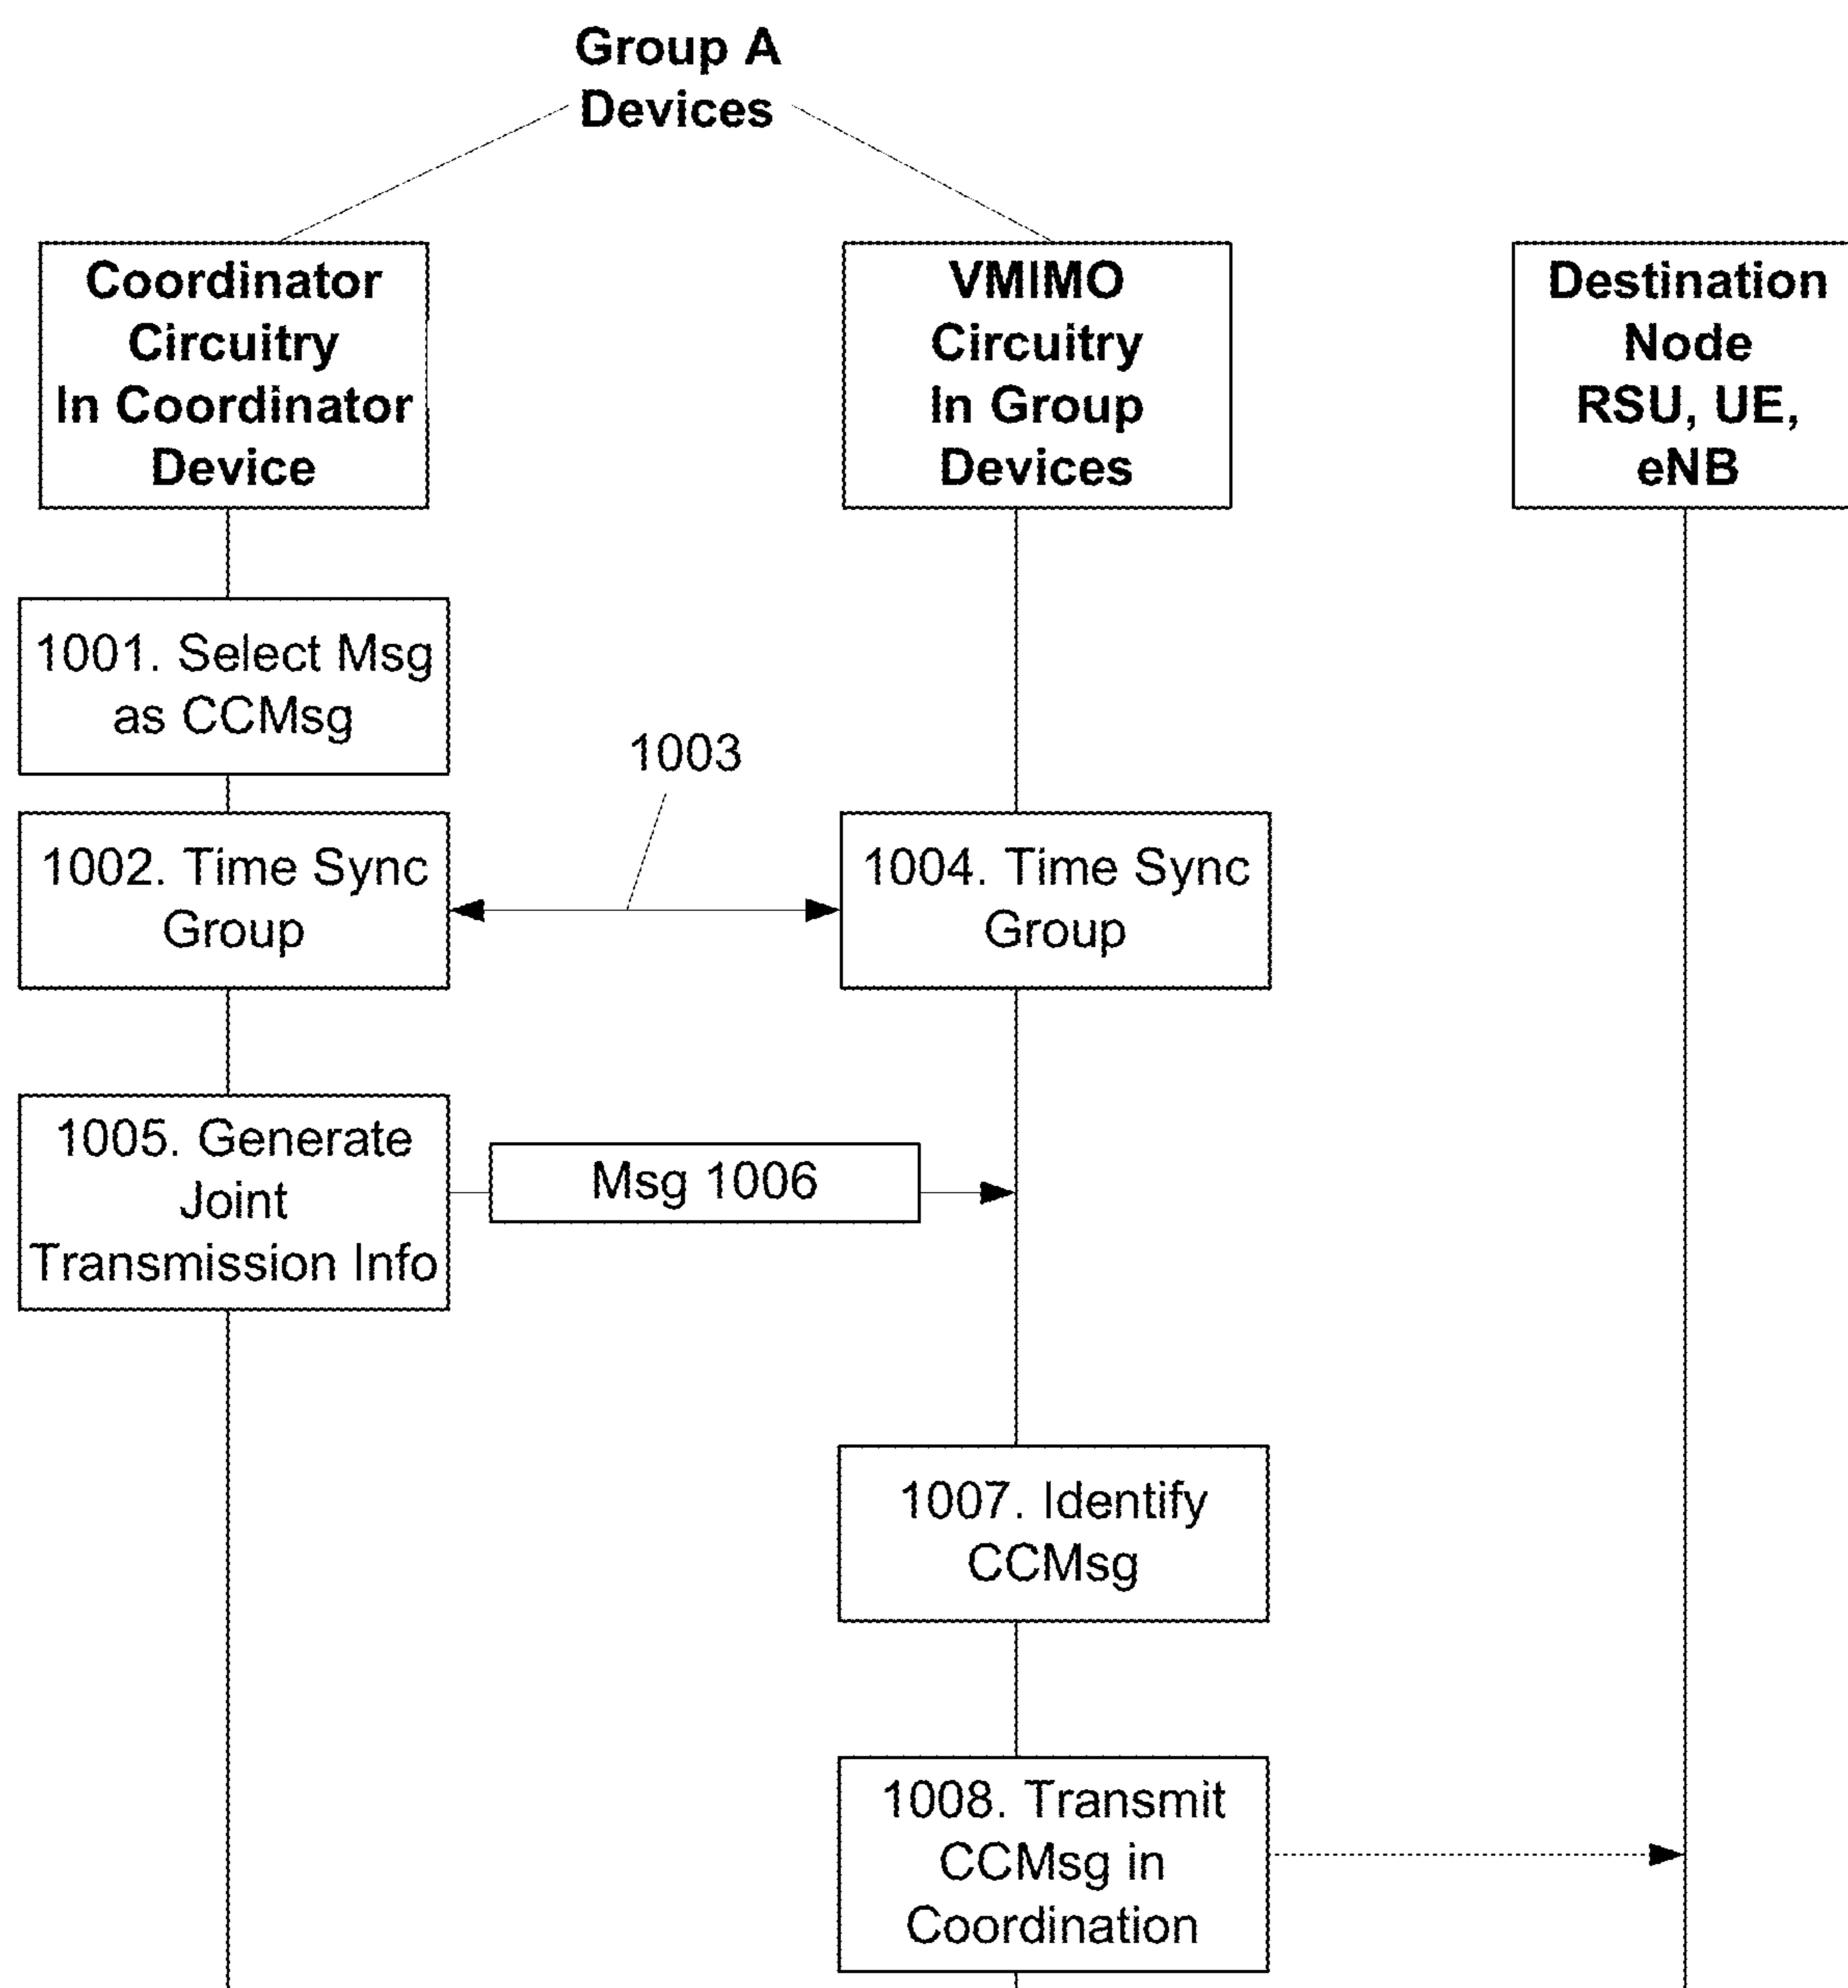 Group A
Devices
Coordinator
Circuitry
In Coordinator
Device
VMIMO
Circuitry
In Group
Devices
Destination
Node
RSU, UE,
eNB
1001. Select Msg
as CCMsg
1003
1002. Time Sync
Group
1004. Time Sync
Group
1005. Generate
Joint
Transmission Info
Msg 1006
1007. Identify
CCMsg
1008. Transmit
CCMsg in
Coordination